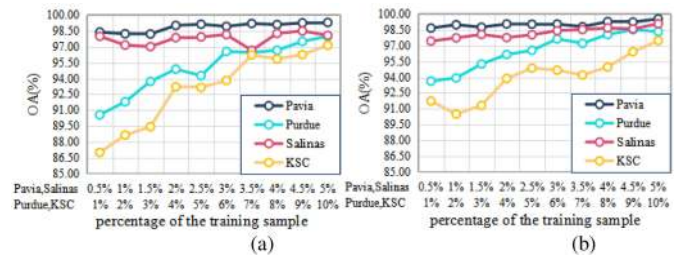 OA(%)
100.00
98.50
97.00
95.50
94.00
92.50
91.00
89.50
88.00
86.50
85.00
Pavia
Purdue
Salinas
KSC
Pavia,Salinas 0.5% 1% 1.5% 2% 2.5% 3% 3.5% 4% 4.5% 5%
Purdue,KSC 1% 2% 3% 4% 5% 6% 7% 8% 9% 10%
percentage of the training sample
(a)
OA(%)
100.00
98.50
97.00
95.50
94.00
92.50
91.00
89.50
88.00
86.50
85.00
Pavia
Purdue
Salinas
KSC
Pavia,Salinas 0.5% 1% 1.5% 2% 2.5% 3% 3.5% 4% 4.5% 5%
Purdue,KSC 1% 2% 3% 4% 5% 6% 7% 8% 9% 10%
percentage of the training sample
(b)